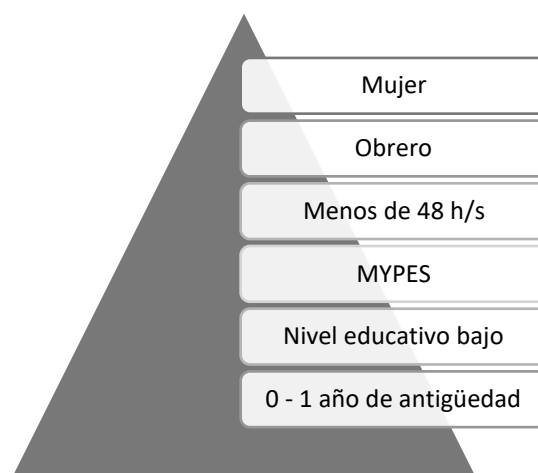 Mujer
Obrero
Menos de 48 h/s
MYPES
Nivel educativo bajo
0 - 1 año de antigüedad